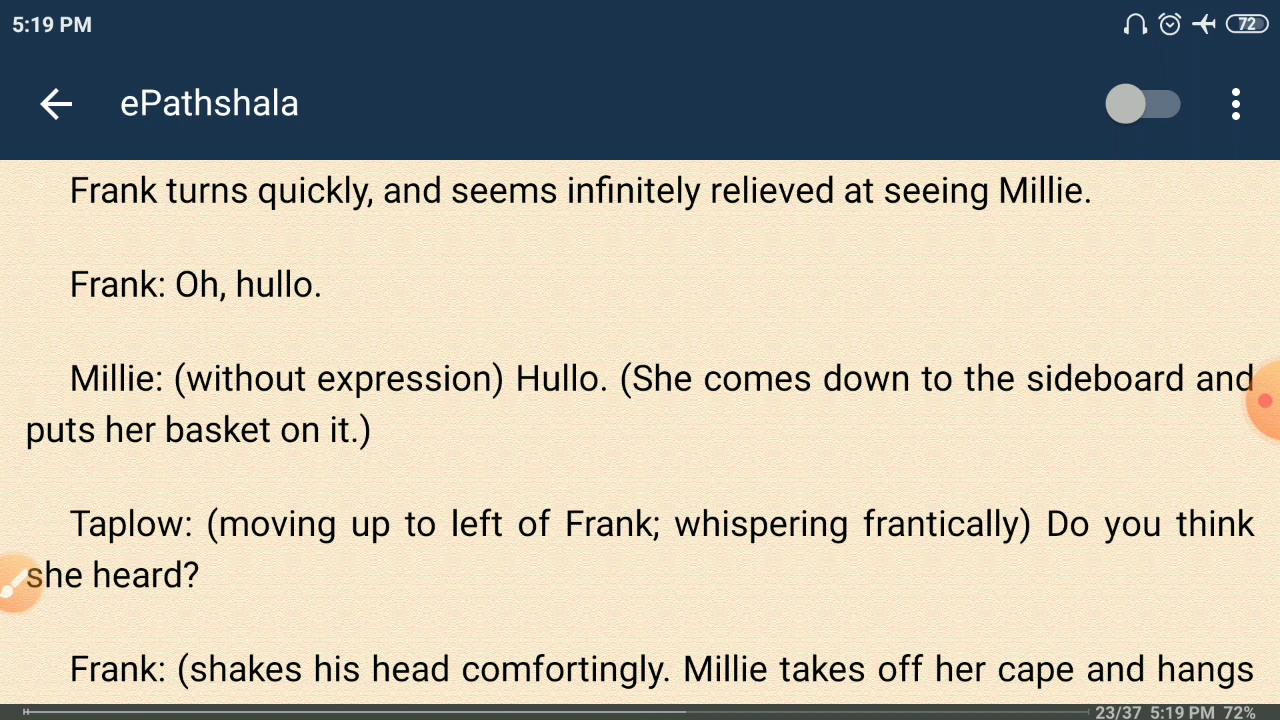 5:19 PM
72
ePathshala
Frank turns quickly, and seems infinitely relieved at seeing Millie.
Frank: Oh, hullo.
Millie: (without expression) Hullo. (She comes down to the sideboard and
puts her basket on it.)
Taplow: (moving up to left of Frank; whispering frantically) Do you think
she heard?
Frank: (shakes his head comfortingly. Millie takes off her cape and hangs
23/37 5:19 PM 72%